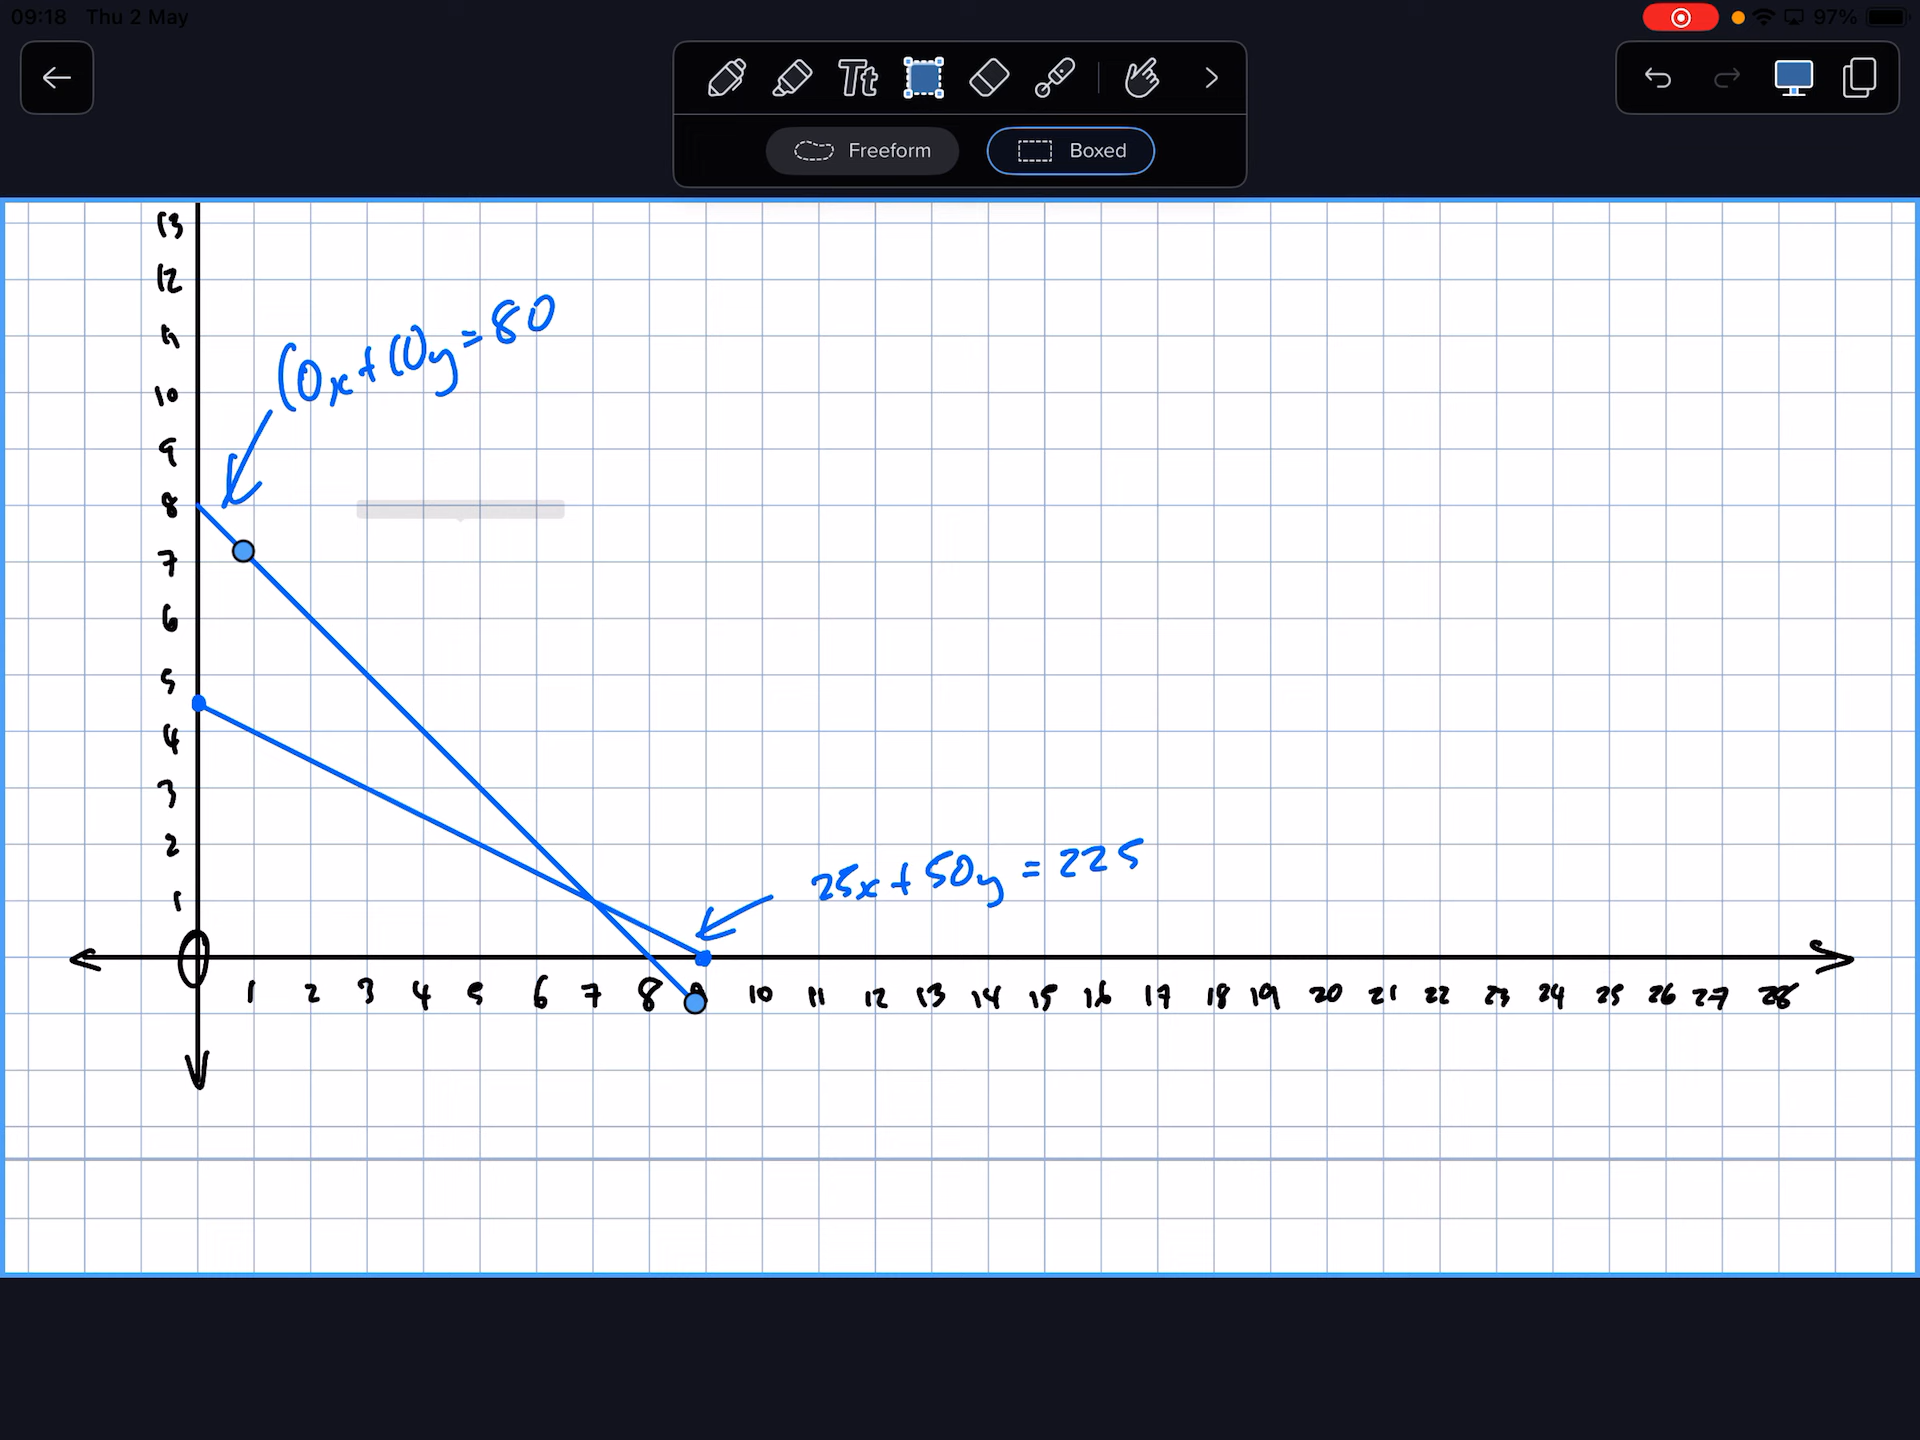 09:18 Thu 2 May
97%
Tt
Freeform
Boxed
13
12
11
10
9
8
7
6
5
4
3
2
1
0
10x+10y=80
25x+50y=225
1 2 3 4 5 6 7 8 9 10 11 12 13 14 15 16 17 18 19 20 21 22 23 24 25 26 27 28